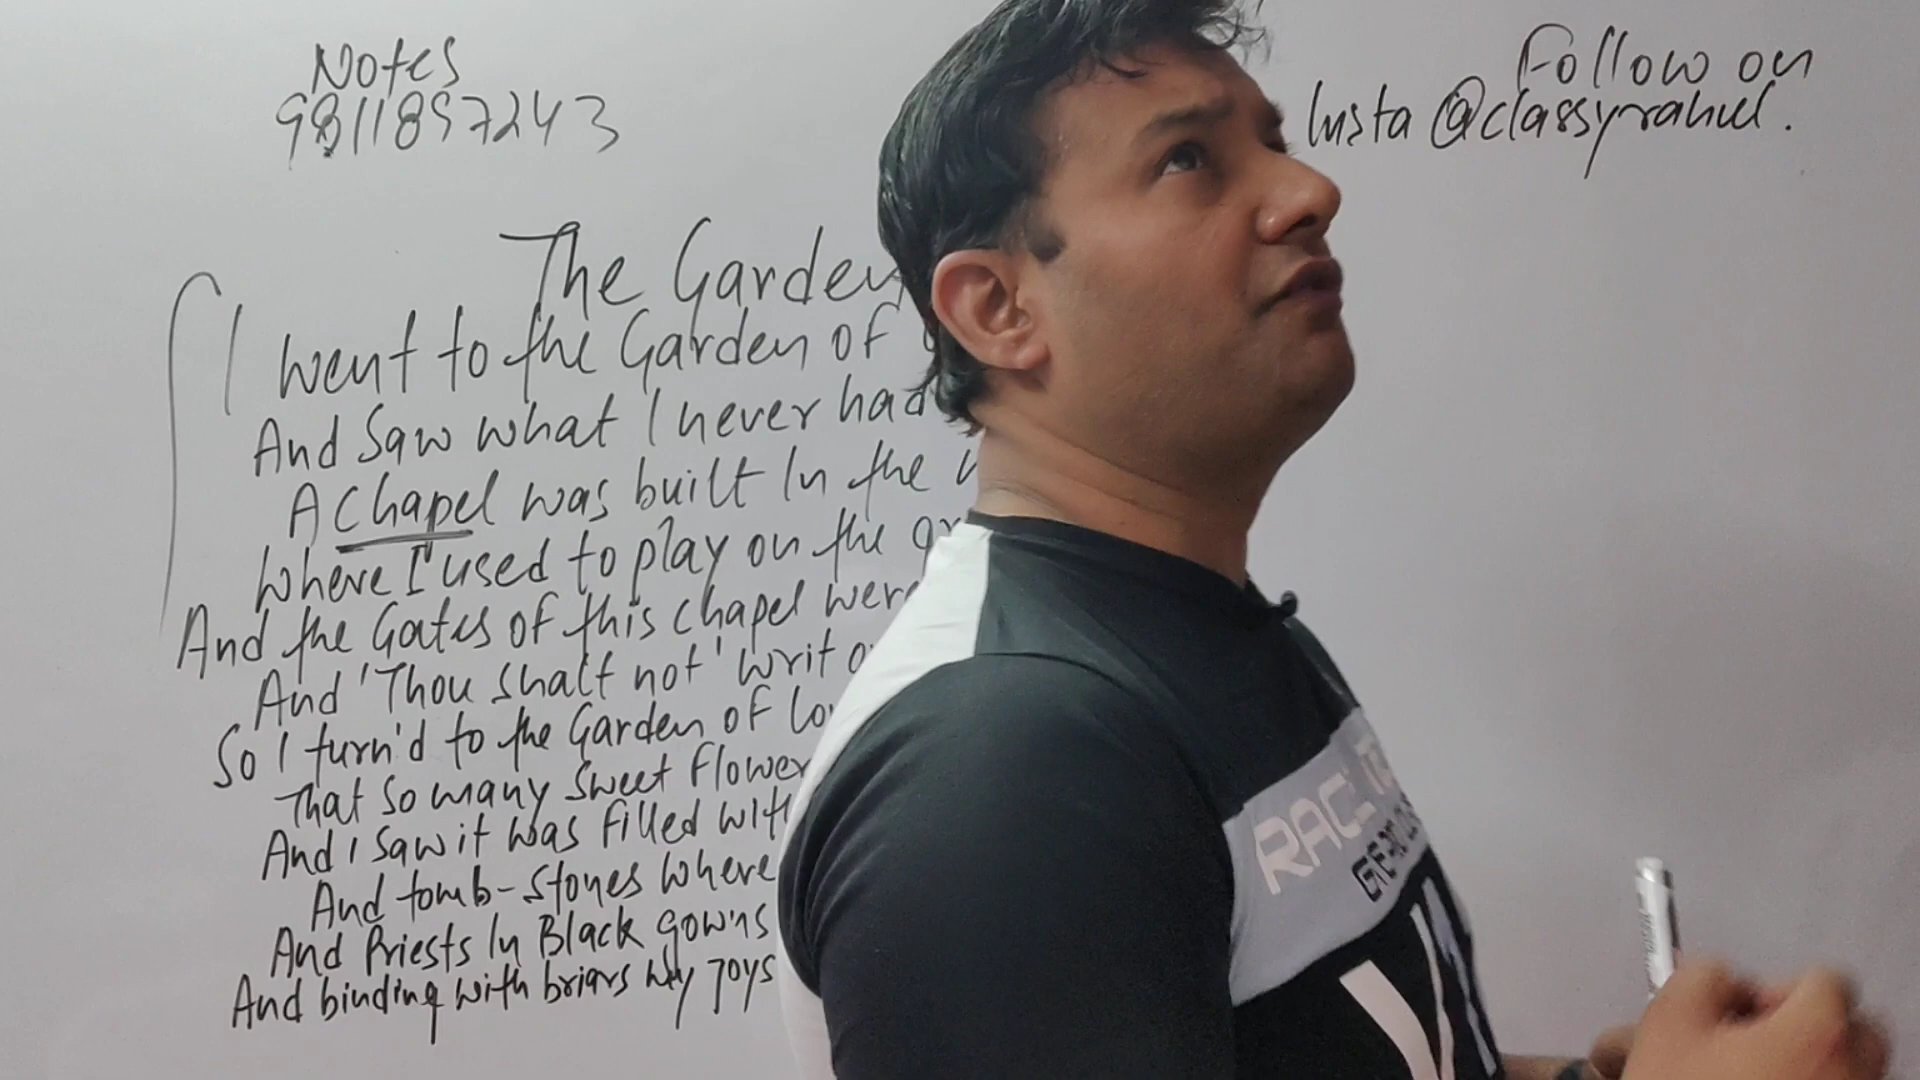 Notes
9811897243
Follow on
Insta @classyrahul.
The Garden
I went to the Garden of
And Saw what I never had
A Chapel was built In the
Where I used to play on the
And the Gates of this chapel were
And 'Thou shalt not' writ
So I turn'd to the Garden of Lo
That so many sweet flower
And I saw it was filled with
And tomb-stones where
And Priests In Black gowns
And binding with briars my joys
RAC